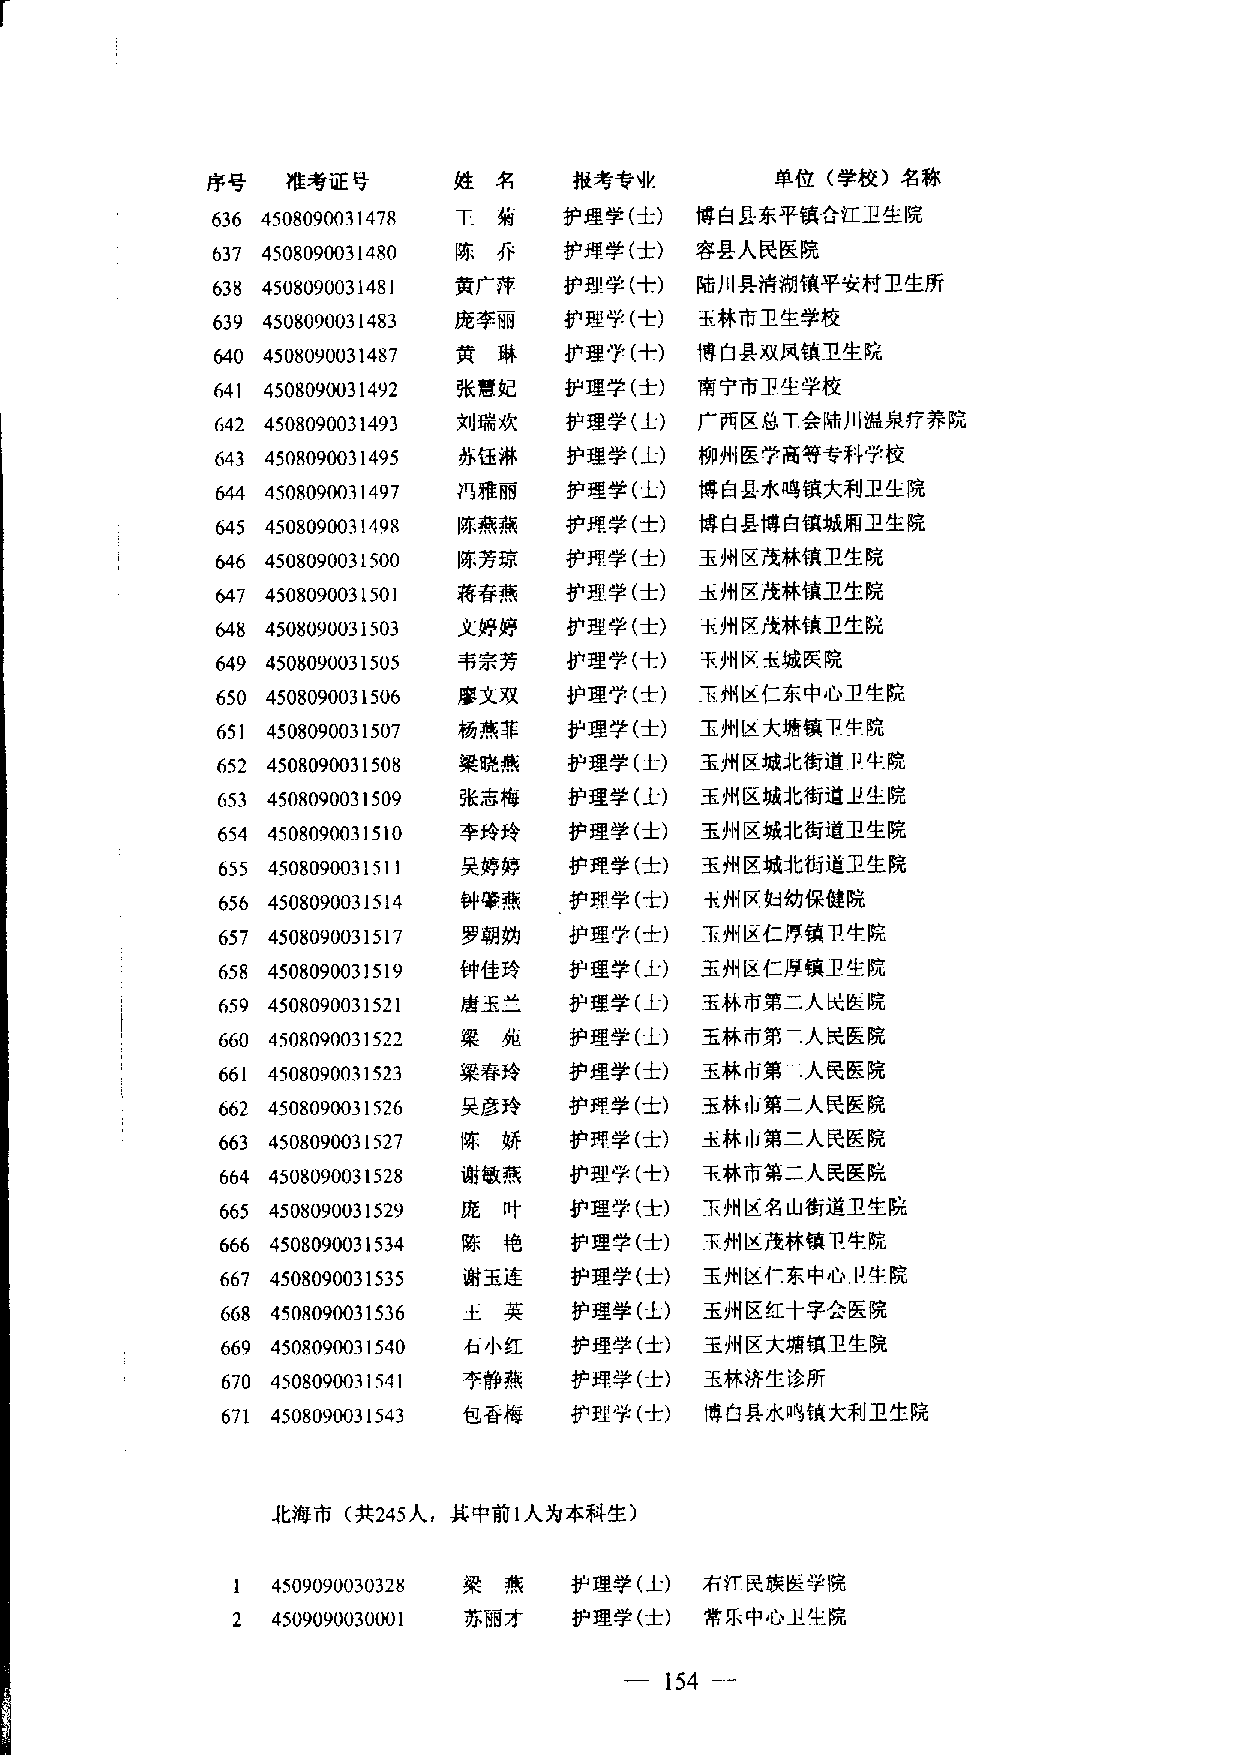 序号 准考证号 姓 名 报考专业 单位（学校）名称
636 4508090031478 王 菊 护理学(士) 博白县东平镇合江卫生院
637 4508090031480 陈 乔 护理学(士) 容县人民医院
638 4508090031481 黄广萍 护理学(士) 陆川县清湖镇平安村卫生所
639 4508090031483 庞李丽 护理学(士) 玉林市卫生学校
640 4508090031487 黄 琳 护理学(士) 博白县双凤镇卫生院
641 4508090031492 张慧妃 护理学(士) 南宁市卫生学校
642 4508090031493 刘瑞欢 护理学(士) 广西区总工会陆川温泉疗养院
643 4508090031495 苏钰淋 护理学(士) 柳州医学高等专科学校
644 4508090031497 冯雅丽 护理学(士) 博白县水鸣镇大利卫生院
645 4508090031498 陈燕燕 护理学(士) 博白县博白镇城厢卫生院
646 4508090031500 陈芳琼 护理学(士) 玉州区茂林镇卫生院
647 4508090031501 蒋春燕 护理学(士) 玉州区茂林镇卫生院
648 4508090031503 文婷婷 护理学(士) 玉州区茂林镇卫生院
649 4508090031505 韦宗芳 护理学(士) 玉州区玉城医院
650 4508090031506 廖文双 护理学(士) 玉州区仁东中心卫生院
651 4508090031507 杨燕菲 护理学(士) 玉州区大塘镇卫生院
652 4508090031508 梁晓燕 护理学(士) 玉州区城北街道卫生院
653 4508090031509 张志梅 护理学(士) 玉州区城北街道卫生院
654 4508090031510 李玲玲 护理学(士) 玉州区城北街道卫生院
655 4508090031511 吴婷婷 护理学(士) 玉州区城北街道卫生院
656 4508090031514 钟肇燕 护理学(士) 玉州区妇幼保健院
657 4508090031517 罗朝妫 护理学(士) 玉州区仁厚镇卫生院
658 4508090031519 钟佳玲 护理学(士) 玉州区仁厚镇卫生院
659 4508090031521 唐玉兰 护理学(士) 玉林市第二人民医院
660 4508090031522 梁 苑 护理学(士) 玉林市第二人民医院
661 4508090031523 梁春玲 护理学(士) 玉林市第二人民医院
662 4508090031526 吴彦玲 护理学(士) 玉林市第二人民医院
663 4508090031527 陈 娇 护理学(士) 玉林市第二人民医院
664 4508090031528 谢敏燕 护理学(士) 玉林市第二人民医院
665 4508090031529 庞 叶 护理学(士) 玉州区名山街道卫生院
666 4508090031534 陈 艳 护理学(士) 玉州区茂林镇卫生院
667 4508090031535 谢玉连 护理学(士) 玉州区仁东中心卫生院
668 4508090031536 王 英 护理学(士) 玉州区红十字会医院
669 4508090031540 石小红 护理学(士) 玉州区大塘镇卫生院
670 4508090031541 李静燕 护理学(士) 玉林济生诊所
671 4508090031543 包香梅 护理学(士) 博白县水鸣镇大利卫生院
北海市（共245人，其中前1人为本科生）
1 4509090030328 梁 燕 护理学(士) 右江民族医学院
2 4509090030001 苏丽才 护理学(士) 常乐中心卫生院
— 154 —